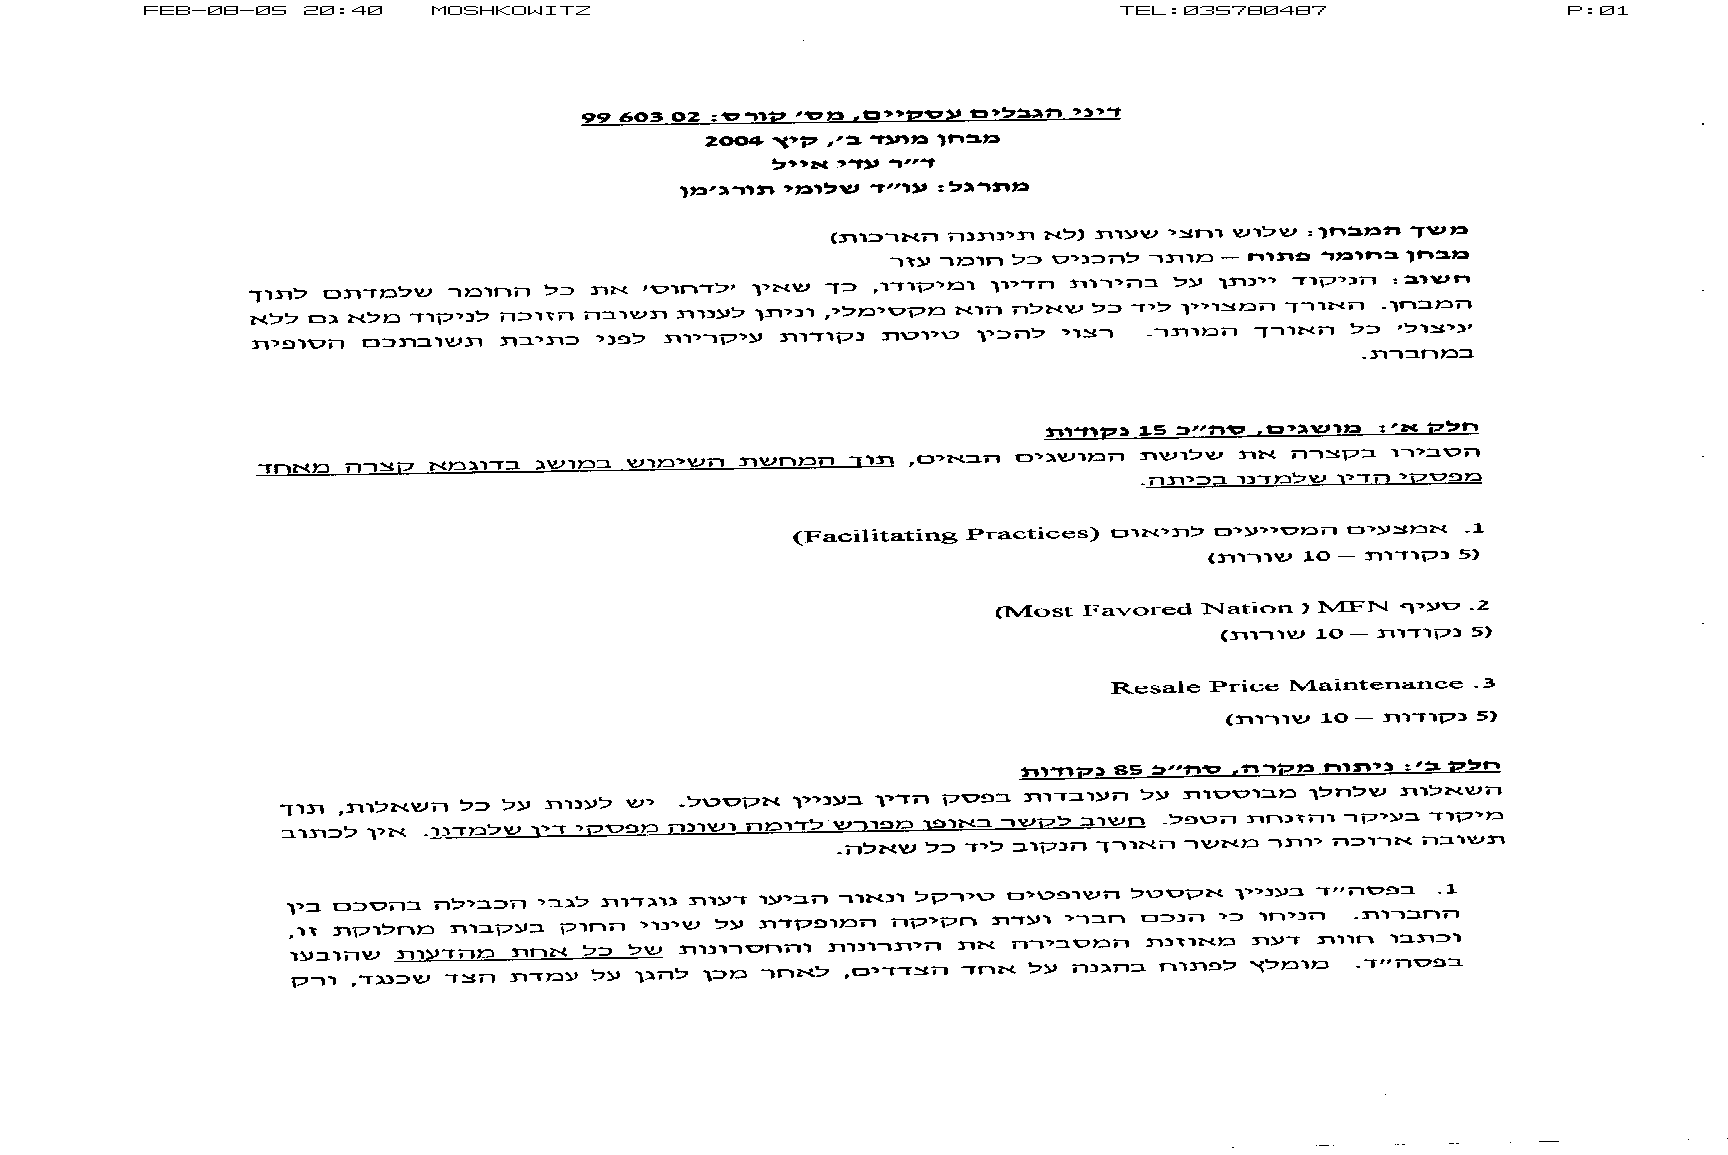 FEB-08-05 20:40 MOSHKOWITZ TEL:035780487 P:01
דיני הגבלים עסקיים, מס׳ קורס: 99 603 02
מבחן מועד ב׳, קיץ 2004
ד״ר עדי אייל
מתרגל: עו״ד שלומי תורג׳מן
משך המבחן: שלוש וחצי שעות (לא תינתנה הארכות)
מבחן בחומר פתוח – מותר להכניס כל חומר עזר
חשוב: הניקוד יינתן על בהירות הדיון ומיקודו, כך שאין ׳לדחוס׳ את כל החומר שלמדתם לתוך
המבחן. האורך המצויין ליד כל שאלה הוא מקסימלי, וניתן לענות תשובה הזוכה לניקוד מלא גם ללא
׳ניצול׳ כל האורך המותר. רצוי להכין טיוטת נקודות עיקריות לפני כתיבת תשובתכם הסופית
במחברת.
חלק א׳: מושגים, סה״כ 15 נקודות
הסבירו בקצרה את שלושת המושגים הבאים, תוך המחשת השימוש במושג בדוגמא קצרה מאחד
מפסקי הדין שלמדנו בכיתה.
1. אמצעים המסייעים לתיאום (Facilitating Practices)
(5 נקודות – 10 שורות)
2. סעיף MFN ( Most Favored Nation)
(5 נקודות – 10 שורות)
3. Resale Price Maintenance
(5 נקודות – 10 שורות)
חלק ב׳: ניתוח מקרה, סה״כ 85 נקודות
השאלות שלהלן מבוססות על העובדות בפסק הדין בעניין אקסטל. יש לענות על כל השאלות, תוך
מיקוד בעיקר והזנחת הטפל. חשוב לקשר באופן מפורש לדומה ושונה מפסקי דין שלמדנו. אין לכתוב
תשובה ארוכה יותר מאשר האורך הנקוב ליד כל שאלה.
1. בפסה״ד בעניין אקסטל השופטים טירקל ונאור הביעו דעות נוגדות לגבי הכבילה בהסכם בין
החברות. הניחו כי הנכם חברי ועדת חקיקה המופקדת על שינוי החוק בעקבות מחלוקת זו,
וכתבו חוות דעת מאוזנת המסבירה את היתרונות והחסרונות של כל אחת מהדעות שהובעו
בפסה״ד. מומלץ לפתוח בהגנה על אחד הצדדים, לאחר מכן להגן על עמדת הצד שכנגד, ורק